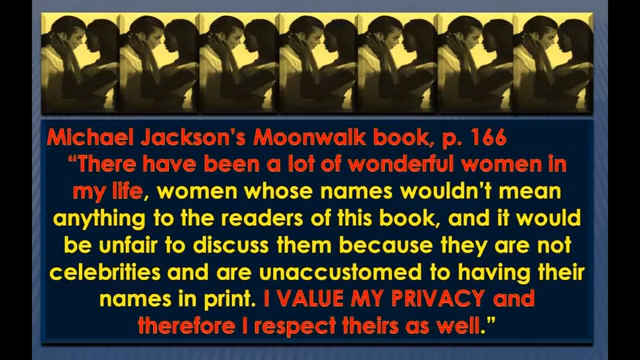 Michael Jackson's Moonwalk book, p. 166
“There have been a lot of wonderful women in
my life, women whose names wouldn't mean
anything to the readers of this book, and it would
be unfair to discuss them because they are not
celebrities and are unaccustomed to having their
names in print. I VALUE MY PRIVACY and
therefore I respect theirs as well.”